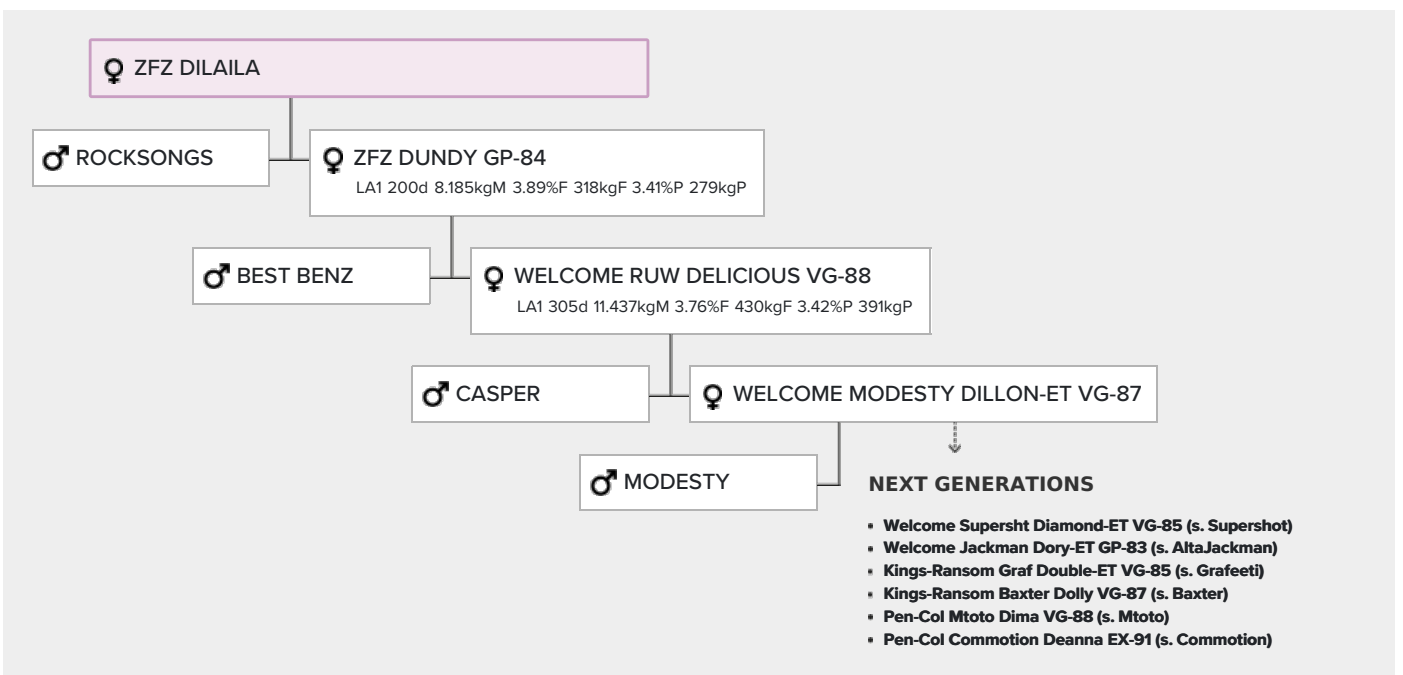 ZFZ DILAILA
ROCKSONGS
ZFZ DUNDY GP-84
LA1 200d 8.185kgM 3.89%F 318kgF 3.41%P 279kgP
BEST BENZ
WELCOME RUW DELICIOUS VG-88
LA1 305d 11.437kgM 3.76%F 430kgF 3.42%P 391kgP
CASPER
WELCOME MODESTY DILLON-ET VG-87
MODESTY
NEXT GENERATIONS
• Welcome Supersht Diamond-ET VG-85 (s. Supershot)
• Welcome Jackman Dory-ET GP-83 (s. AltaJackman)
• Kings-Ransom Graf Double-ET VG-85 (s. Grafeeti)
• Kings-Ransom Baxter Dolly VG-87 (s. Baxter)
• Pen-Col Mtoto Dima VG-88 (s. Mtoto)
• Pen-Col Commotion Deanna EX-91 (s. Commotion)